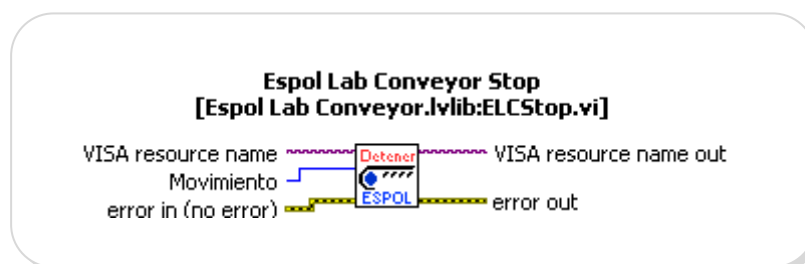 Espol Lab Conveyor Stop
[Espol Lab Conveyor.lvlib:ELCStop.vi]
VISA resource name
Detener
VISA resource name out
Movimiento
error in (no error)
ESPOL
error out